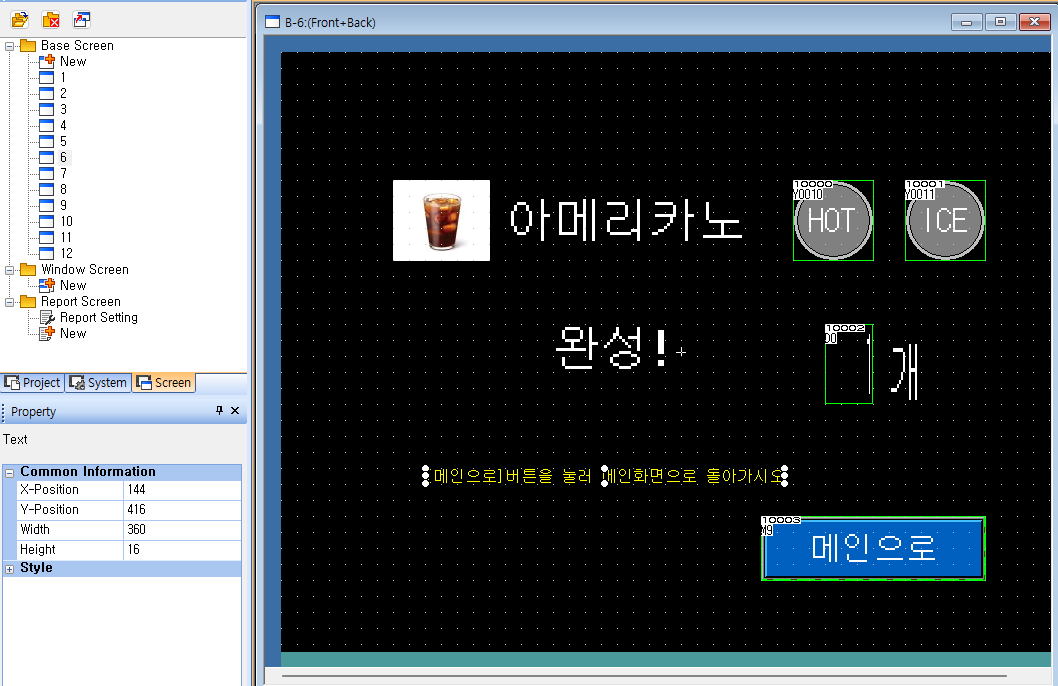 B-6:(Front+Back)
Base Screen
New
1
2
3
4
5
6
7
8
9
10
11
12
Window Screen
New
Report Screen
Report Setting
New
Project
System
Screen
Property
Text
Common Information
X-Position 144
Y-Position 416
Width 360
Height 16
Style
아메리카노
10000
Y0010
HOT
10001
Y0011
ICE
완성!
10002
D0
개
메인으로]버튼을 눌러 메인화면으로 돌아가시오
10003
M9
메인으로